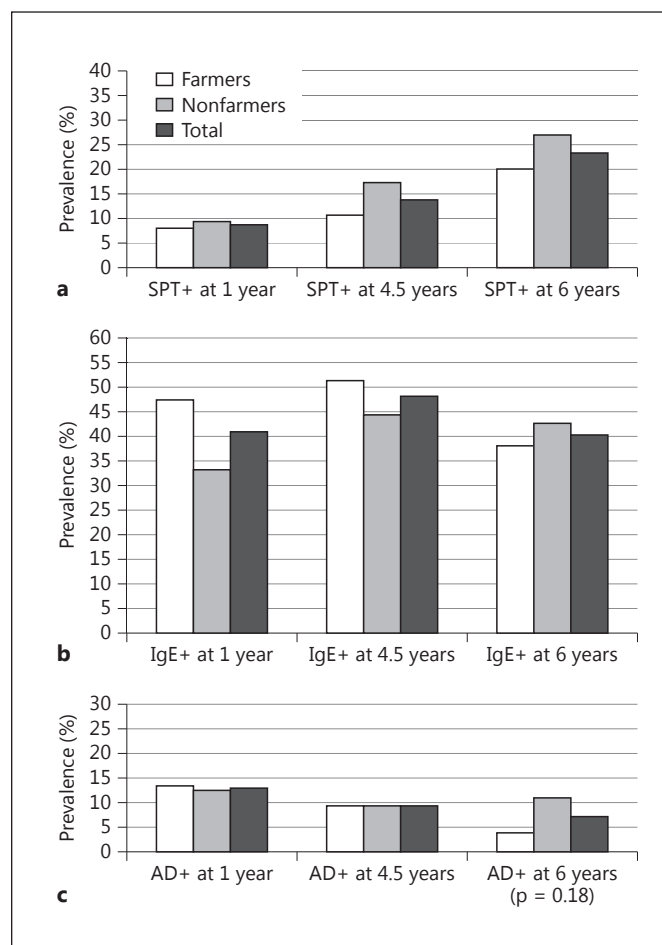 40
35
30
25
20
15
10
5
0
Prevalence (%)
Farmers
Nonfarmers
Total
a
SPT+ at 1 year SPT+ at 4.5 years SPT+ at 6 years
60
55
50
45
40
35
30
25
20
15
10
5
0
Prevalence (%)
b
IgE+ at 1 year IgE+ at 4.5 years IgE+ at 6 years
30
25
20
15
10
5
0
Prevalence (%)
c
AD+ at 1 year AD+ at 4.5 years AD+ at 6 years
(p = 0.18)